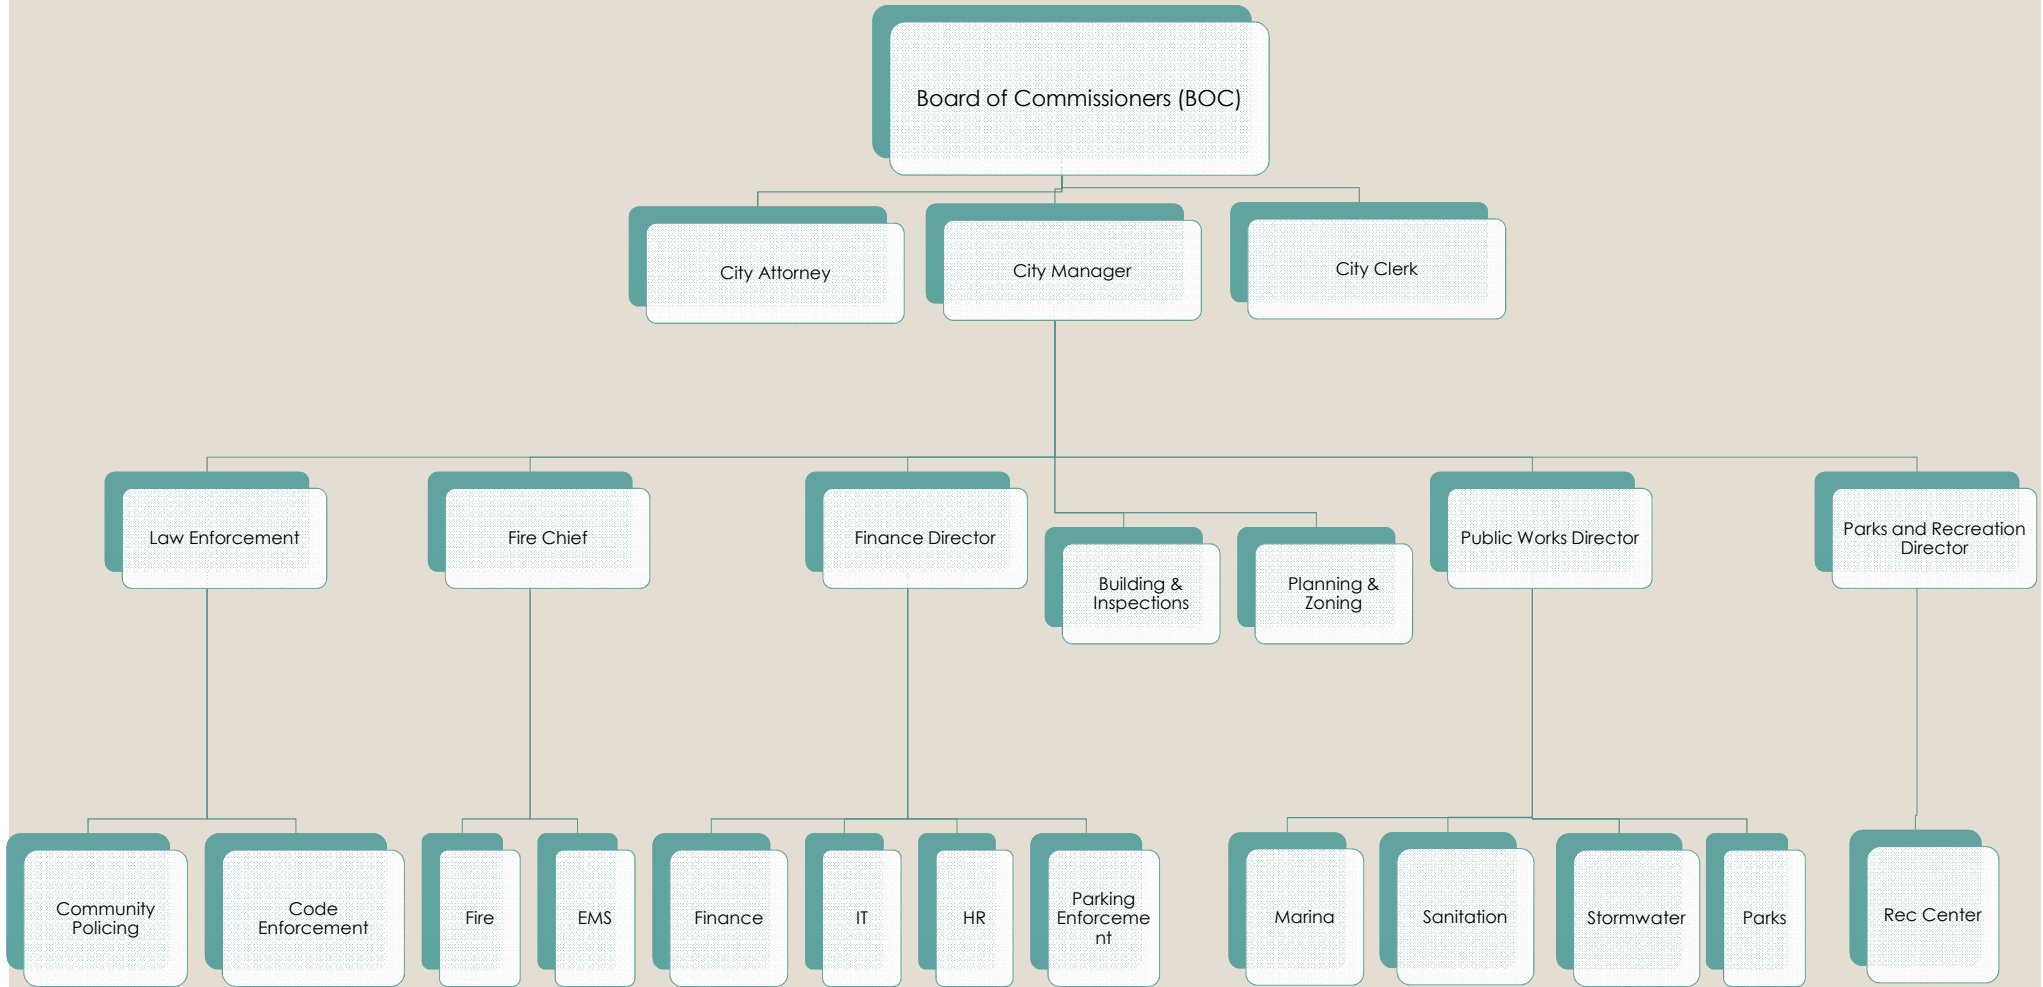 Board of Commissioners (BOC)
City Attorney
City Manager
City Clerk
Law Enforcement
Fire Chief
Finance Director
Building &
Inspections
Planning &
Zoning
Public Works Director
Parks and Recreation
Director
Community
Policing
Code
Enforcement
Fire
EMS
Finance
IT
HR
Parking
Enforceme
nt
Marina
Sanitation
Stormwater
Parks
Rec Center